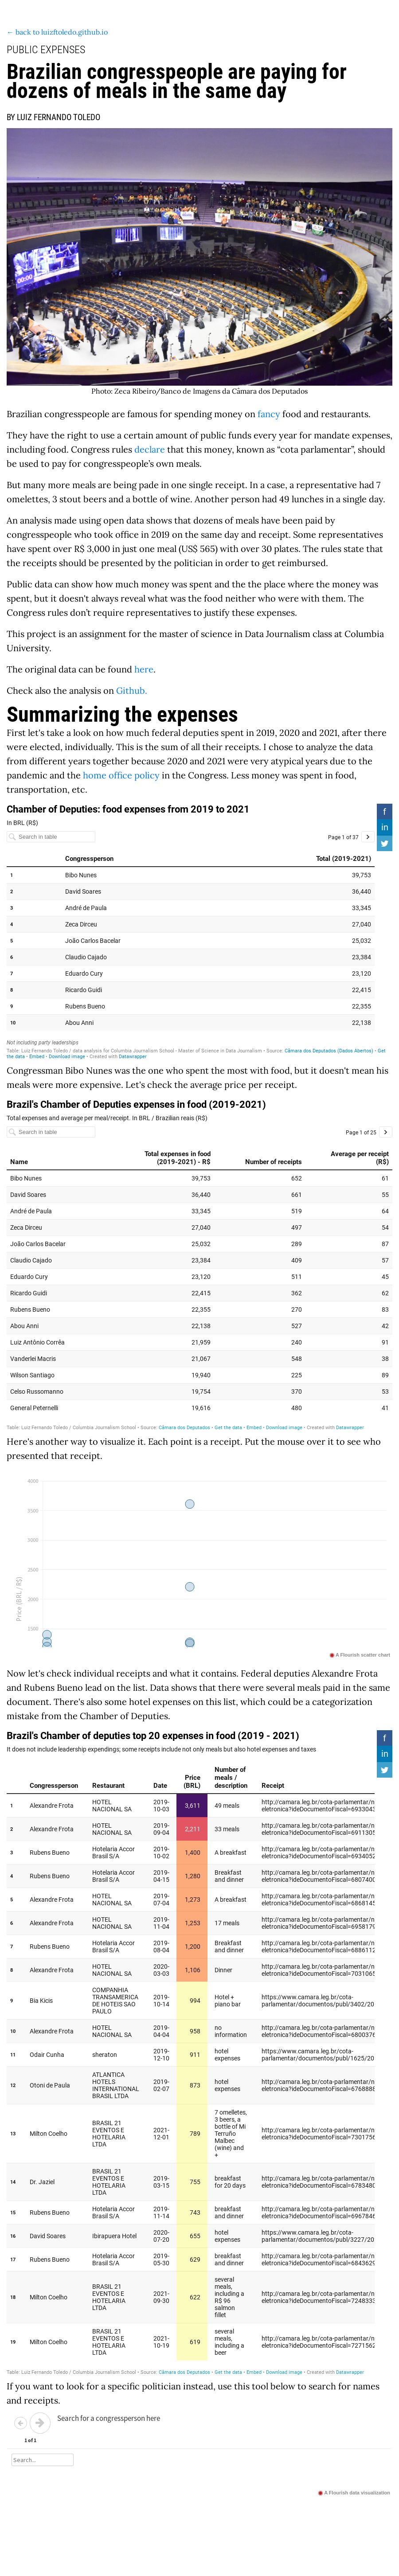 ← back to luizftoledo.github.io
PUBLIC EXPENSES
Brazilian congresspeople are paying for
dozens of meals in the same day
BY LUIZ FERNANDO TOLEDO
Photo: Zeca Ribeiro/Banco de Imagens da Câmara dos Deputados
Brazilian congresspeople are famous for spending money on fancy food and restaurants.
They have the right to use a certain amount of public funds every year for mandate expenses,
including food. Congress rules declare that this money, known as “cota parlamentar”, should
be used to pay for congresspeople’s own meals.
But many more meals are being pade in one single receipt. In a case, a representative had 7
omelettes, 3 stout beers and a bottle of wine. Another person had 49 lunches in a single day.
An analysis made using open data shows that dozens of meals have been paid by
congresspeople who took office in 2019 on the same day and receipt. Some representatives
have spent over R$ 3,000 in just one meal (US$ 565) with over 30 plates. The rules state that
the receipts should be presented by the politician in order to get reimbursed.
Public data can show how much money was spent and the the place where the money was
spent, but it doesn't always reveal what was the food neither who were with them. The
Congress rules don’t require representatives to justify these expenses.
This project is an assignment for the master of science in Data Journalism class at Columbia
University.
The original data can be found here.
Check also the analysis on Github.
Summarizing the expenses
First let's take a look on how much federal deputies spent in 2019, 2020 and 2021, after there
were elected, individually. This is the sum of all their receipts. I chose to analyze the data
from different years together because 2020 and 2021 were very atypical years due to the
pandemic and the home office policy in the Congress. Less money was spent in food,
transportation, etc.
Chamber of Deputies: food expenses from 2019 to 2021
In BRL (R$)
Search in table
Page 1 of 37
Congressperson Total (2019-2021)
1 Bibo Nunes 39,753
2 David Soares 36,440
3 André de Paula 33,345
4 Zeca Dirceu 27,040
5 João Carlos Bacelar 25,032
6 Claudio Cajado 23,384
7 Eduardo Cury 23,120
8 Ricardo Guidi 22,415
9 Rubens Bueno 22,355
10 Abou Anni 22,138
Not including party leaderships
Table: Luiz Fernando Toledo / data analysis for Columbia Journalism School - Master of Science in Data Journalism • Source: Câmara dos Deputados (Dados Abertos) • Get
the data • Embed • Download image • Created with Datawrapper
Congressman Bibo Nunes was the one who spent the most with food, but it doesn't mean his
meals were more expensive. Let's check the average price per receipt.
Brazil's Chamber of Deputies expenses in food (2019-2021)
Total expenses and average per meal/receipt. In BRL / Brazilian reais (R$)
Search in table
Page 1 of 25
Name Total expenses in food (2019-2021) - R$ Number of receipts Average per receipt (R$)
Bibo Nunes 39,753 652 61
David Soares 36,440 661 55
André de Paula 33,345 519 64
Zeca Dirceu 27,040 497 54
João Carlos Bacelar 25,032 289 87
Claudio Cajado 23,384 409 57
Eduardo Cury 23,120 511 45
Ricardo Guidi 22,415 362 62
Rubens Bueno 22,355 270 83
Abou Anni 22,138 527 42
Luiz Antônio Corrêa 21,959 240 91
Vanderlei Macris 21,067 548 38
Wilson Santiago 19,940 225 89
Celso Russomanno 19,754 370 53
General Peternelli 19,616 480 41
Table: Luiz Fernando Toledo / Columbia Journalism School • Source: Câmara dos Deputados • Get the data • Embed • Download image • Created with Datawrapper
Here's another way to visualize it. Each point is a receipt. Put the mouse over it to see who
presented that receipt.
4000
3500
3000
2500
2000
1500
Price (BRL / R$)
A Flourish scatter chart
Now let's check individual receipts and what it contains. Federal deputies Alexandre Frota
and Rubens Bueno lead on the list. This data shows that there were several meals paid in the same
document. There's also some hotel expenses on this list, which could be a categorization
mistake from the Chamber of Deputies.
Brazil's Chamber of deputies top 20 expenses in food (2019 - 2021)
It does not include leadership expendings; some receipts include not only meals but also hotel expenses and taxes
Congressperson Restaurant Date Price (BRL) Number of meals / description Receipt
1 Alexandre Frota HOTEL NACIONAL SA 2019-10-03 3,611 49 meals http://camara.leg.br/cota-parlamentar/n eletronica?ideDocumentoFiscal=693304
2 Alexandre Frota HOTEL NACIONAL SA 2019-09-04 2,211 33 meals http://camara.leg.br/cota-parlamentar/n eletronica?ideDocumentoFiscal=691130
3 Rubens Bueno Hotelaria Accor Brasil S/A 2019-10-02 1,400 A breakfast http://camara.leg.br/cota-parlamentar/n eletronica?ideDocumentoFiscal=693405
4 Rubens Bueno Hotelaria Accor Brasil S/A 2019-04-15 1,280 Breakfast and dinner http://camara.leg.br/cota-parlamentar/n eletronica?ideDocumentoFiscal=680740
5 Alexandre Frota HOTEL NACIONAL SA 2019-07-04 1,273 A breakfast http://camara.leg.br/cota-parlamentar/n eletronica?ideDocumentoFiscal=686814
6 Alexandre Frota HOTEL NACIONAL SA 2019-11-04 1,253 17 meals http://camara.leg.br/cota-parlamentar/n eletronica?ideDocumentoFiscal=695817
7 Rubens Bueno Hotelaria Accor Brasil S/A 2019-08-04 1,200 Breakfast and dinner http://camara.leg.br/cota-parlamentar/n eletronica?ideDocumentoFiscal=688611
8 Alexandre Frota HOTEL NACIONAL SA 2020-03-03 1,106 Dinner http://camara.leg.br/cota-parlamentar/n eletronica?ideDocumentoFiscal=703106
9 Bia Kicis COMPANHIA TRANSAMERICA DE HOTEIS SAO PAULO 2019-10-14 994 Hotel + piano bar https://www.camara.leg.br/cota-parlamentar/documentos/publ/3402/20
10 Alexandre Frota HOTEL NACIONAL SA 2019-04-04 958 no information http://camara.leg.br/cota-parlamentar/n eletronica?ideDocumentoFiscal=680037
11 Odair Cunha sheraton 2019-12-10 911 hotel expenses https://www.camara.leg.br/cota-parlamentar/documentos/publ/1625/20
12 Otoni de Paula ATLANTICA HOTELS INTERNATIONAL BRASIL LTDA 2019-02-07 873 hotel expenses http://camara.leg.br/cota-parlamentar/n eletronica?ideDocumentoFiscal=676888
13 Milton Coelho BRASIL 21 EVENTOS E HOTELARIA LTDA 2021-12-01 789 7 omelletes, 3 beers, a bottle of Mi Terruño Malbec (wine) and + http://camara.leg.br/cota-parlamentar/n eletronica?ideDocumentoFiscal=730175
14 Dr. Jaziel BRASIL 21 EVENTOS E HOTELARIA LTDA 2019-03-15 755 breakfast for 20 days http://camara.leg.br/cota-parlamentar/n eletronica?ideDocumentoFiscal=678348
15 Rubens Bueno Hotelaria Accor Brasil S/A 2019-11-14 743 breakfast and dinner http://camara.leg.br/cota-parlamentar/n eletronica?ideDocumentoFiscal=696784
16 David Soares Ibirapuera Hotel 2020-07-20 655 hotel expenses https://www.camara.leg.br/cota-parlamentar/documentos/publ/3227/20
17 Rubens Bueno Hotelaria Accor Brasil S/A 2019-05-30 629 breakfast and dinner http://camara.leg.br/cota-parlamentar/n eletronica?ideDocumentoFiscal=684362
18 Milton Coelho BRASIL 21 EVENTOS E HOTELARIA LTDA 2021-09-30 622 several meals, including a R$ 96 salmon fillet http://camara.leg.br/cota-parlamentar/n eletronica?ideDocumentoFiscal=724833
19 Milton Coelho BRASIL 21 EVENTOS E HOTELARIA LTDA 2021-10-19 619 several meals, including a beer http://camara.leg.br/cota-parlamentar/n eletronica?ideDocumentoFiscal=727156
Table: Luiz Fernando Toledo / Columbia Journalism School • Source: Câmara dos Deputados • Get the data • Embed • Download image • Created with Datawrapper
If you want to look for a specific politician instead, use this tool below to search for names
and receipts.
Search for a congressperson here
1 of 1
Search...
A Flourish data visualization